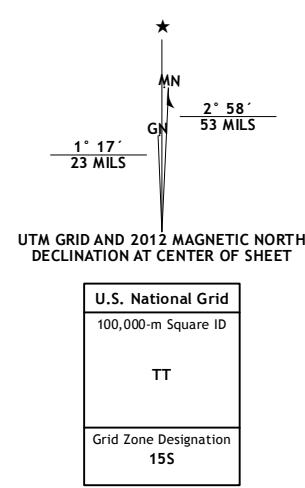 ★
MN
2° 58´
53 MILS
GN
1° 17´
23 MILS
UTM GRID AND 2012 MAGNETIC NORTH
DECLINATION AT CENTER OF SHEET
U.S. National Grid
100,000-m Square ID
TT
Grid Zone Designation
15S